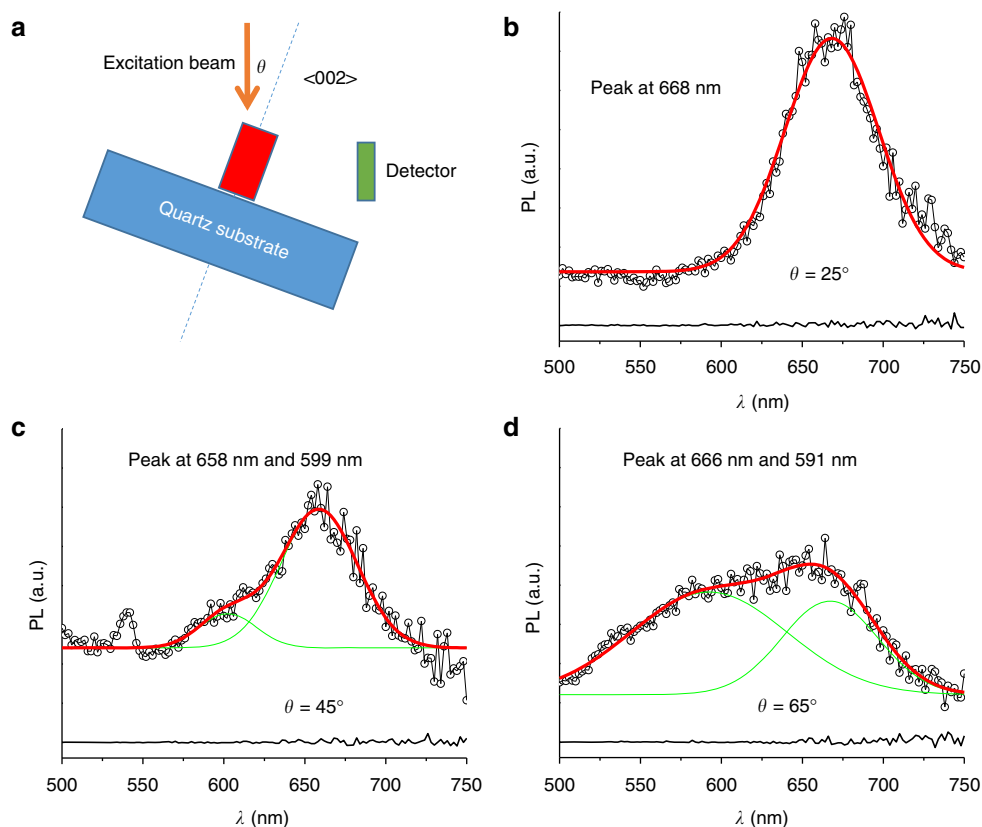 a
Excitation beam
θ
<002>
Detector
Quartz substrate
b
Peak at 668 nm
PL (a.u.)
θ = 25°
500 550 600 650 700 750
λ (nm)
c
Peak at 658 nm and 599 nm
PL (a.u.)
θ = 45°
500 550 600 650 700 750
λ (nm)
d
Peak at 666 nm and 591 nm
PL (a.u.)
θ = 65°
500 550 600 650 700 750
λ (nm)